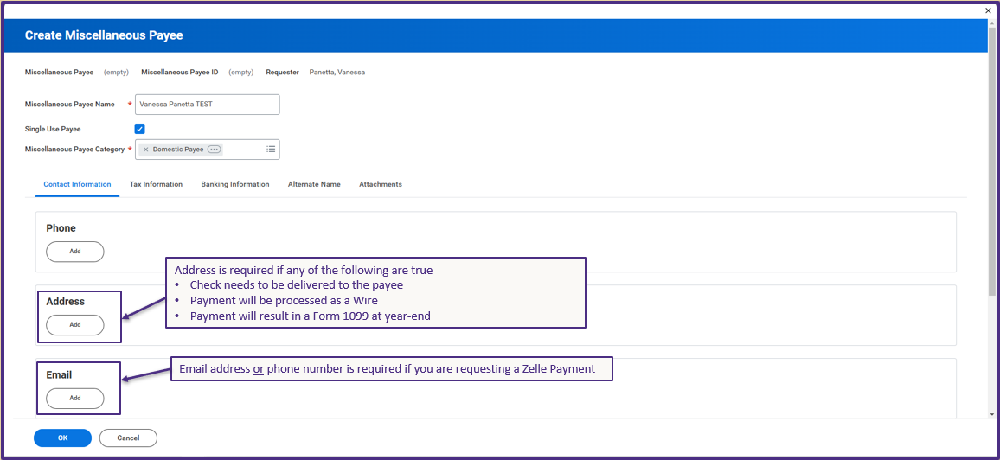 Create Miscellaneous Payee
Miscellaneous Payee (empty) Miscellaneous Payee ID (empty) Requester Panetta, Vanessa
Miscellaneous Payee Name * Vanessa Panetta TEST
Single Use Payee
Miscellaneous Payee Category * × Domestic Payee
Contact Information Tax Information Banking Information Alternate Name Attachments
Phone
Add
Address is required if any of the following are true
• Check needs to be delivered to the payee
• Payment will be processed as a Wire
• Payment will result in a Form 1099 at year-end
Address
Add
Email address or phone number is required if you are requesting a Zelle Payment
Email
Add
OK Cancel